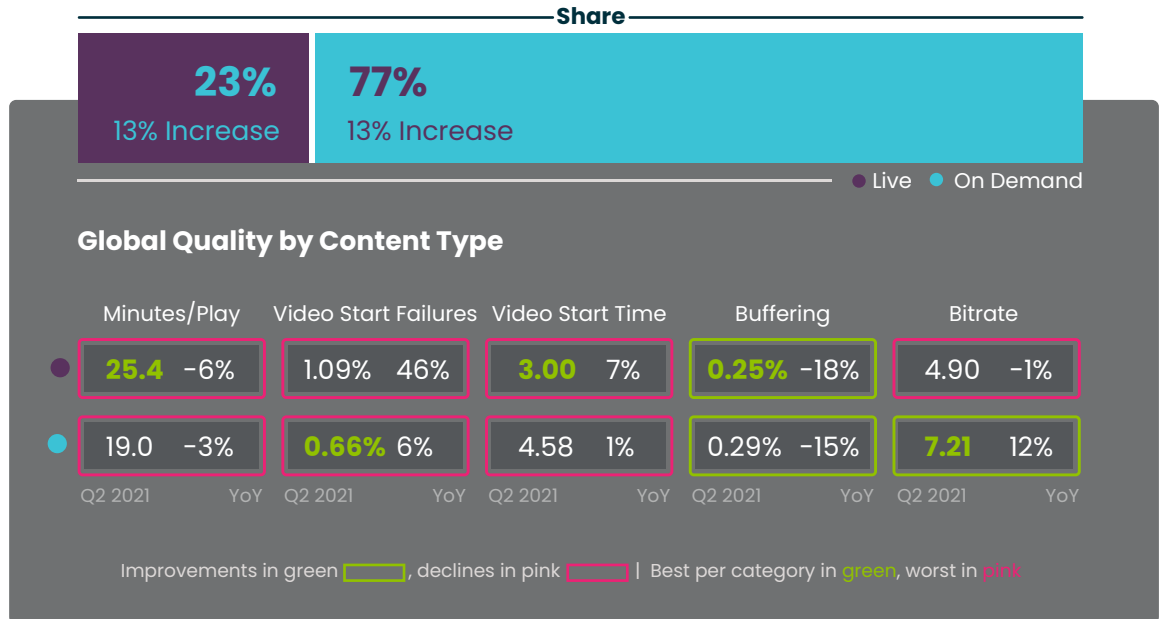 Share
23% 77%
13% Increase 13% Increase
Live On Demand
Global Quality by Content Type
Minutes/Play Video Start Failures Video Start Time Buffering Bitrate
25.4 -6% 1.09% 46% 3.00 7% 0.25% -18% 4.90 -1%
19.0 -3% 0.66% 6% 4.58 1% 0.29% -15% 7.21 12%
Q2 2021 YoY Q2 2021 YoY Q2 2021 YoY Q2 2021 YoY Q2 2021 YoY
Improvements in green , declines in pink | Best per category in green, worst in pink